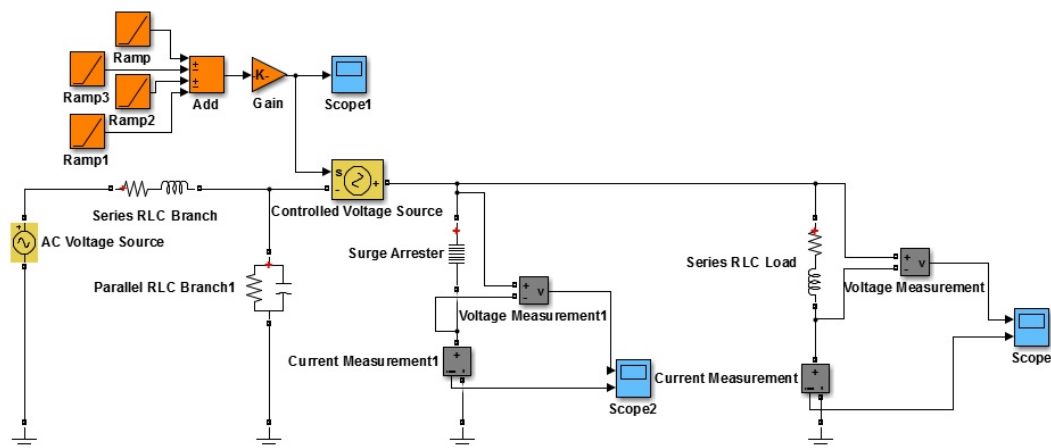 Ramp
Ramp3
Ramp2
Ramp1
Add
-K-
Gain
Scope1
s
Controlled Voltage Source
Series RLC Branch
AC Voltage Source
Parallel RLC Branch1
Surge Arrester
v
Voltage Measurement1
Current Measurement1
Scope2
Series RLC Load
v
Voltage Measurement
Current Measurement
Scope